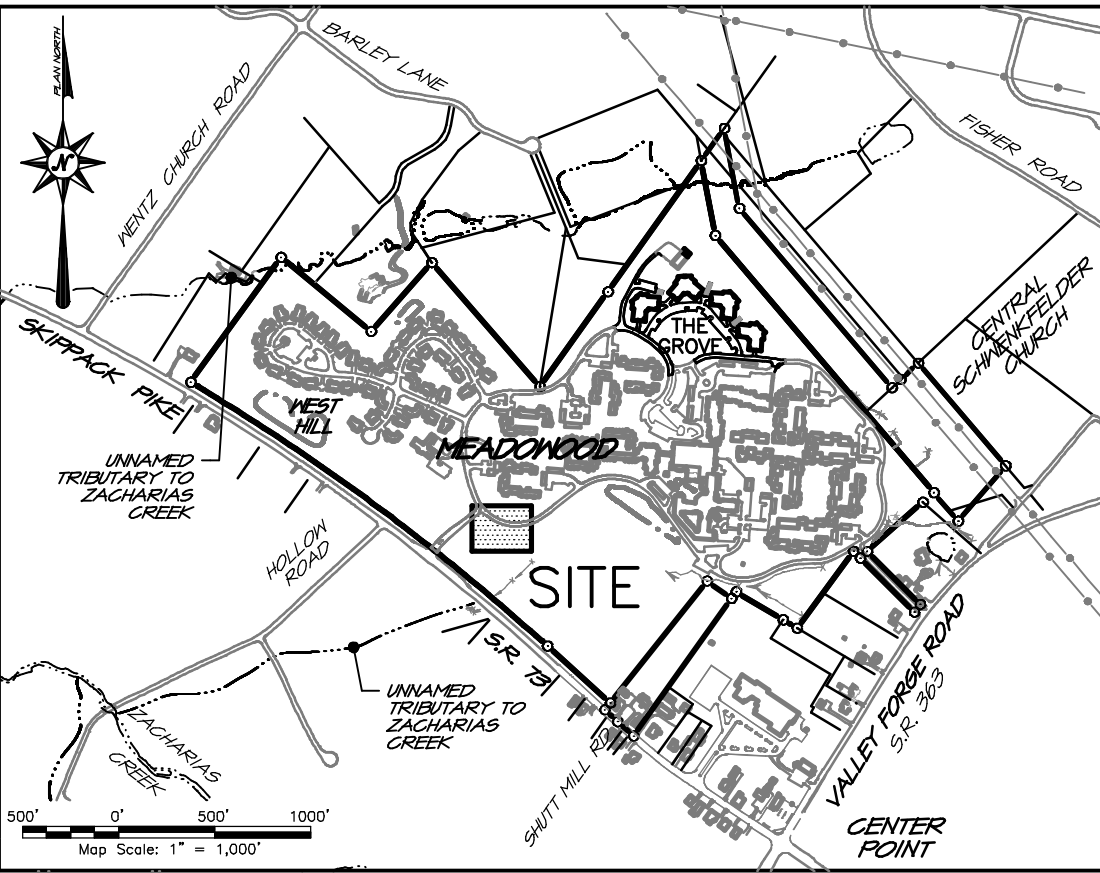 PLAN NORTH
N
BARLEY LANE
WENTZ CHURCH ROAD
FISHER ROAD
CENTRAL
SCHWENKFELDER
CHURCH
SKIPPACK PIKE
THE
GROVE
WEST
HILL
MEADOWOOD
UNNAMED
TRIBUTARY TO
ZACHARIAS
CREEK
HOLLOW
ROAD
SITE
S.R. 73
UNNAMED
TRIBUTARY TO
ZACHARIAS
CREEK
ZACHARIAS
CREEK
SHUTT MILL RD
VALLEY FORGE ROAD
S.R. 363
CENTER
POINT
500' 0' 500' 1000'
Map Scale: 1" = 1,000'